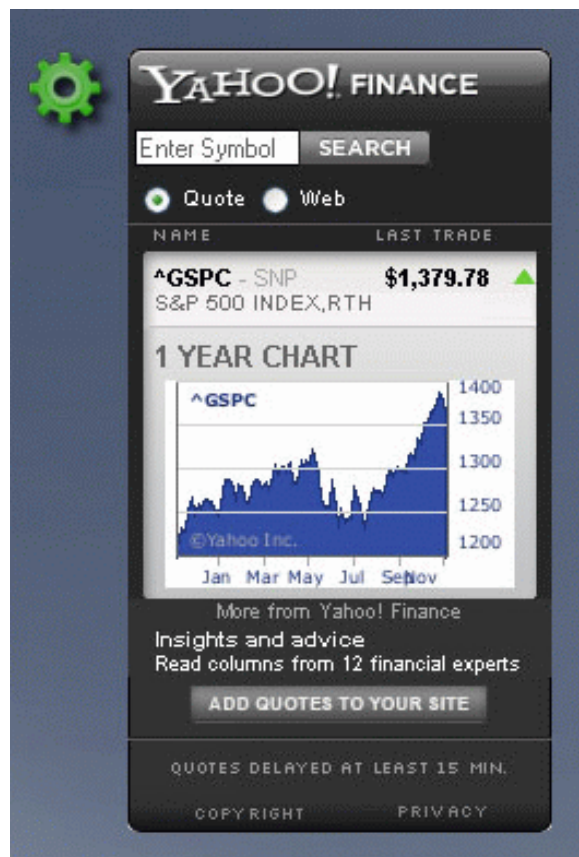 YAHOO! FINANCE
Enter Symbol SEARCH
Quote Web
NAME LAST TRADE
^GSPC - SNP $1,379.78
S&P 500 INDEX,RTH
1 YEAR CHART
^GSPC
1400
1350
1300
1250
1200
©Yahoo Inc.
Jan Mar May Jul Sep Nov
More from Yahoo! Finance
Insights and advice
Read columns from 12 financial experts
ADD QUOTES TO YOUR SITE
QUOTES DELAYED AT LEAST 15 MIN.
COPYRIGHT PRIVACY